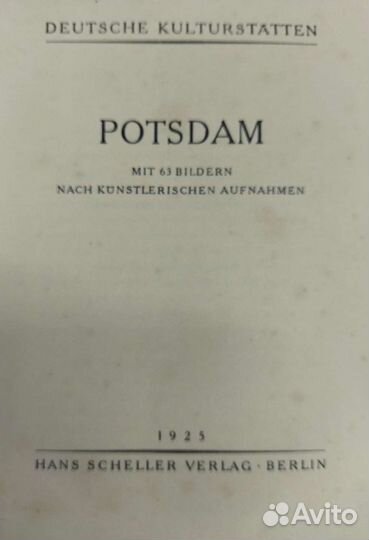 DEUTSCHE KULTURSTÄTTEN
POTSDAM
MIT 63 BILDERN
NACH KÜNSTLERISCHEN AUFNAHMEN
1925
HANS SCHELLER VERLAG · BERLIN
Avito